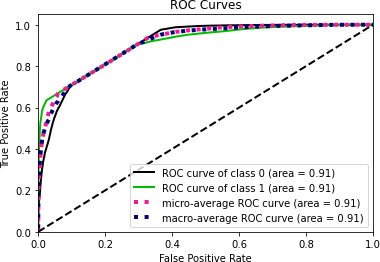 ROC Curves
True Positive Rate
1.0
0.8
0.6
0.4
0.2
0.0
ROC curve of class 0 (area = 0.91)
ROC curve of class 1 (area = 0.91)
micro-average ROC curve (area = 0.91)
macro-average ROC curve (area = 0.91)
0.0 0.2 0.4 0.6 0.8 1.0
False Positive Rate